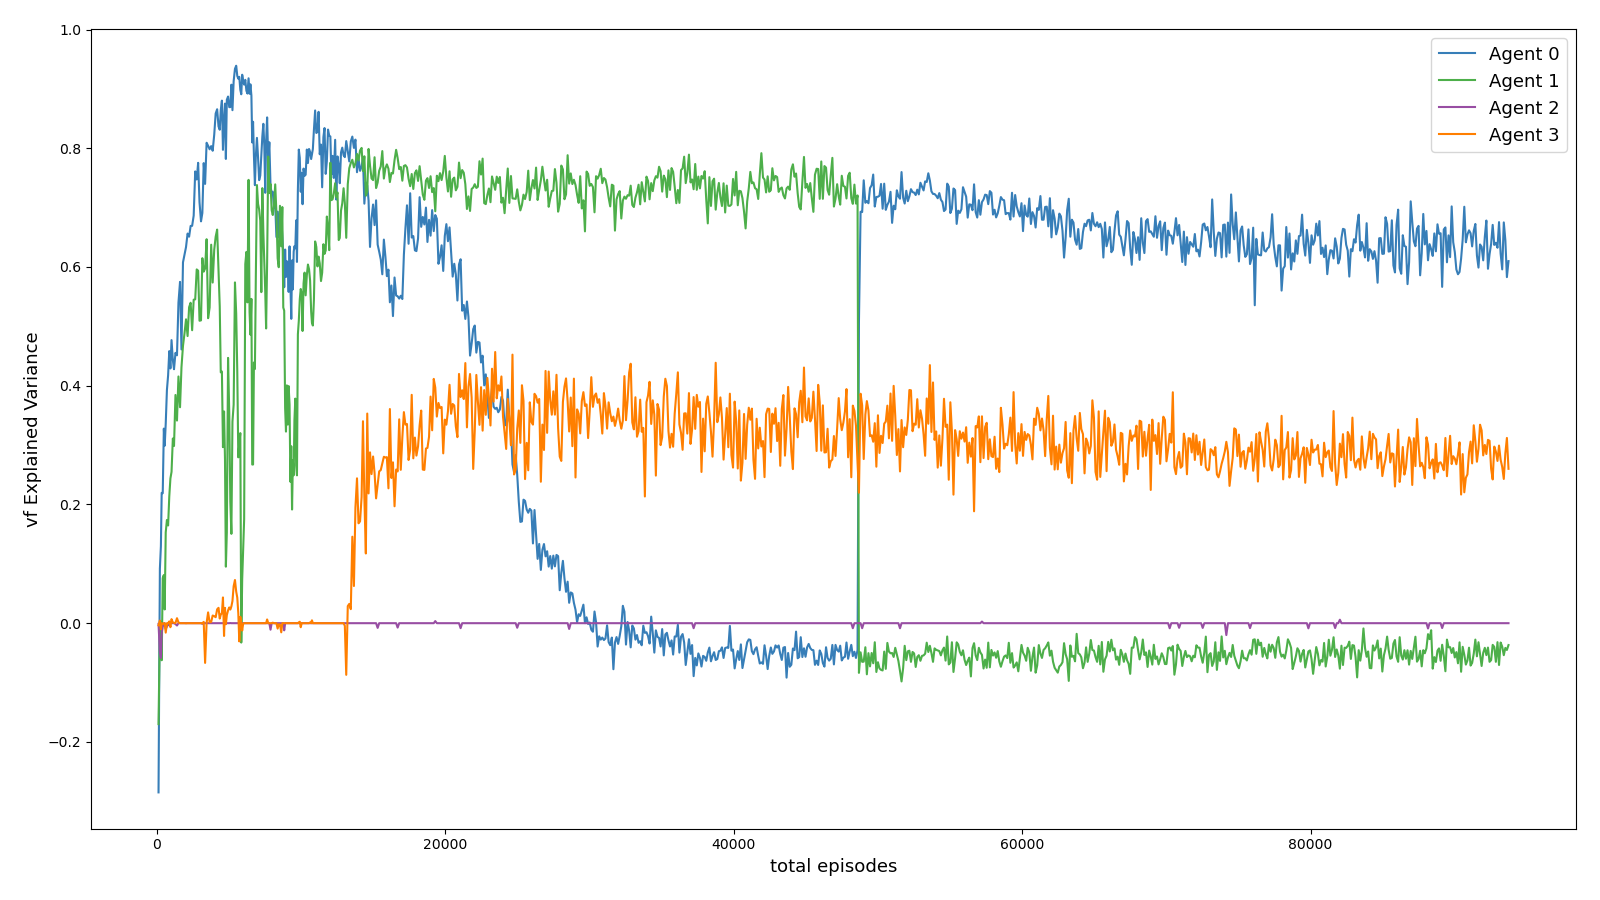 1.0
0.8
0.6
0.4
0.2
0.0
−0.2
vf Explained Variance
0
20000
40000
60000
80000
total episodes
Agent 0
Agent 1
Agent 2
Agent 3